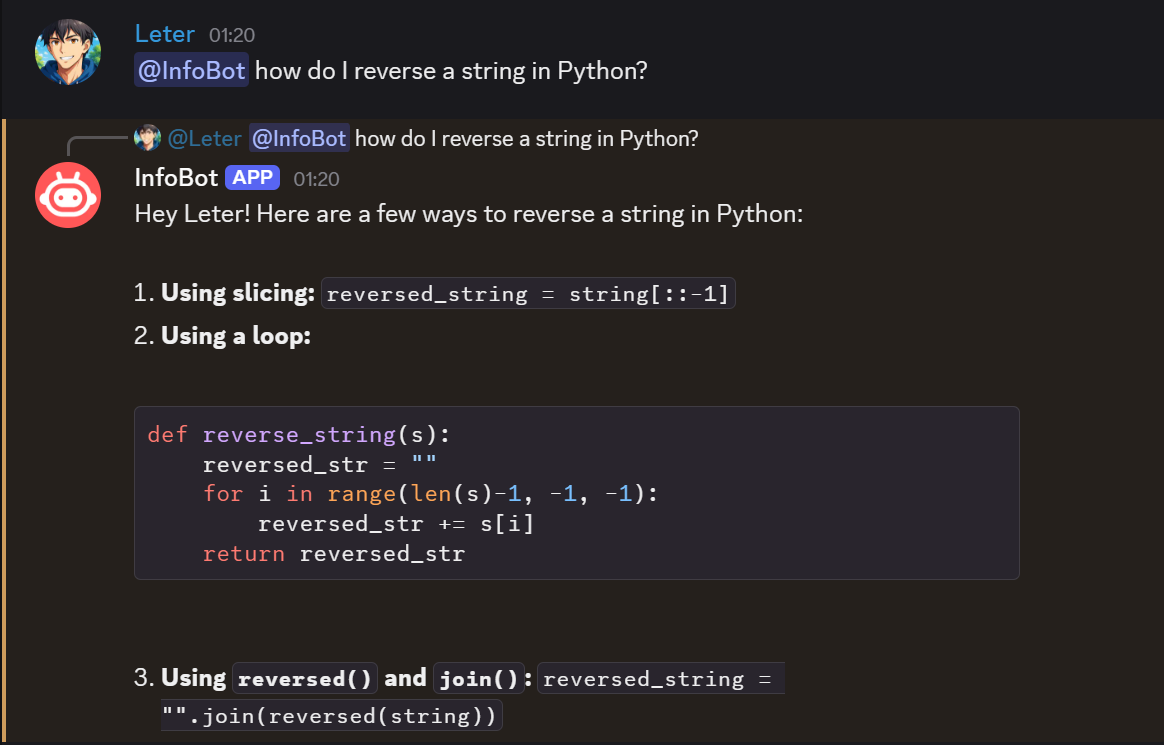 Leter 01:20
@InfoBot how do I reverse a string in Python?
@Leter @InfoBot how do I reverse a string in Python?
InfoBot APP 01:20
Hey Leter! Here are a few ways to reverse a string in Python:
1. Using slicing: reversed_string = string[::-1]
2. Using a loop:
def reverse_string(s):
    reversed_str = ""
    for i in range(len(s)-1, -1, -1):
        reversed_str += s[i]
    return reversed_str
3. Using reversed() and join(): reversed_string =
"".join(reversed(string))